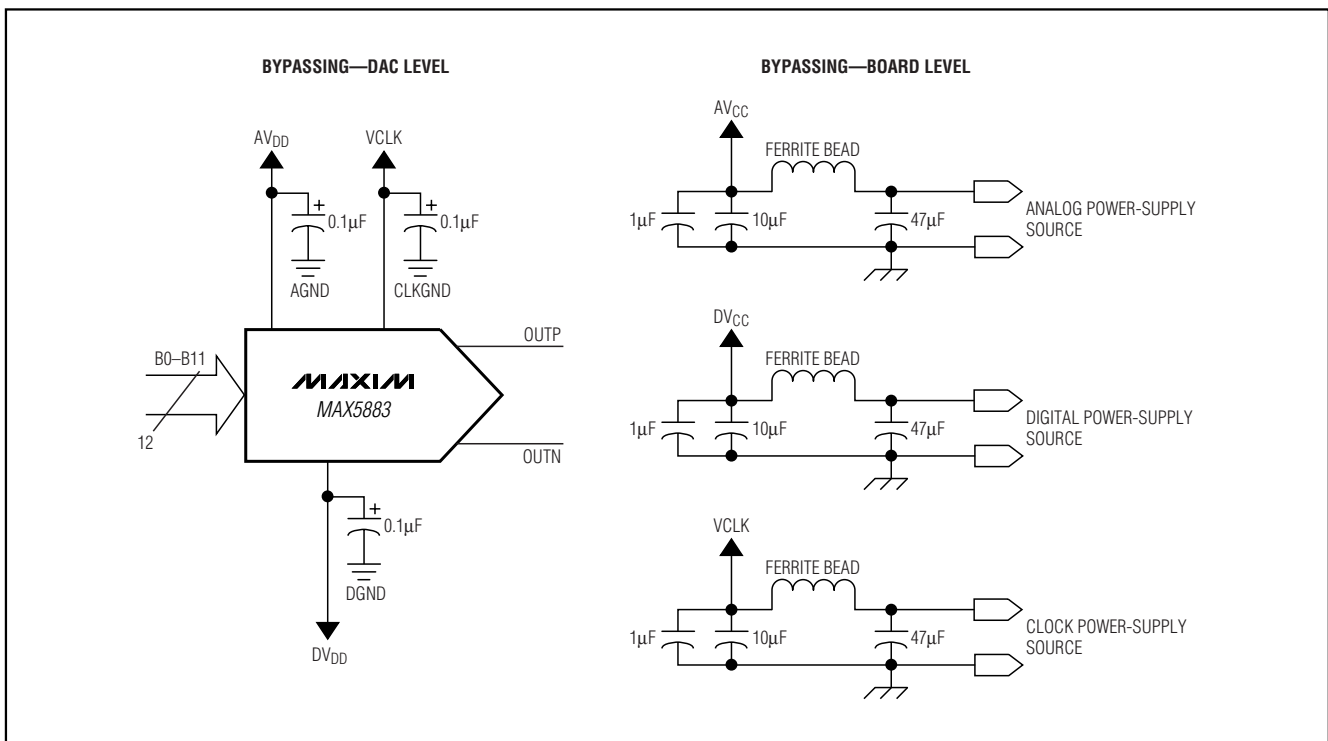 BYPASSING—DAC LEVEL
AVDD
VCLK
+
0.1µF
+
0.1µF
AGND
CLKGND
B0–B11
12
MAXIM
MAX5883
OUTP
OUTN
+
0.1µF
DGND
DVDD
BYPASSING—BOARD LEVEL
AVCC
FERRITE BEAD
1µF
10µF
47µF
ANALOG POWER-SUPPLY
SOURCE
DVCC
FERRITE BEAD
1µF
10µF
47µF
DIGITAL POWER-SUPPLY
SOURCE
VCLK
FERRITE BEAD
1µF
10µF
47µF
CLOCK POWER-SUPPLY
SOURCE